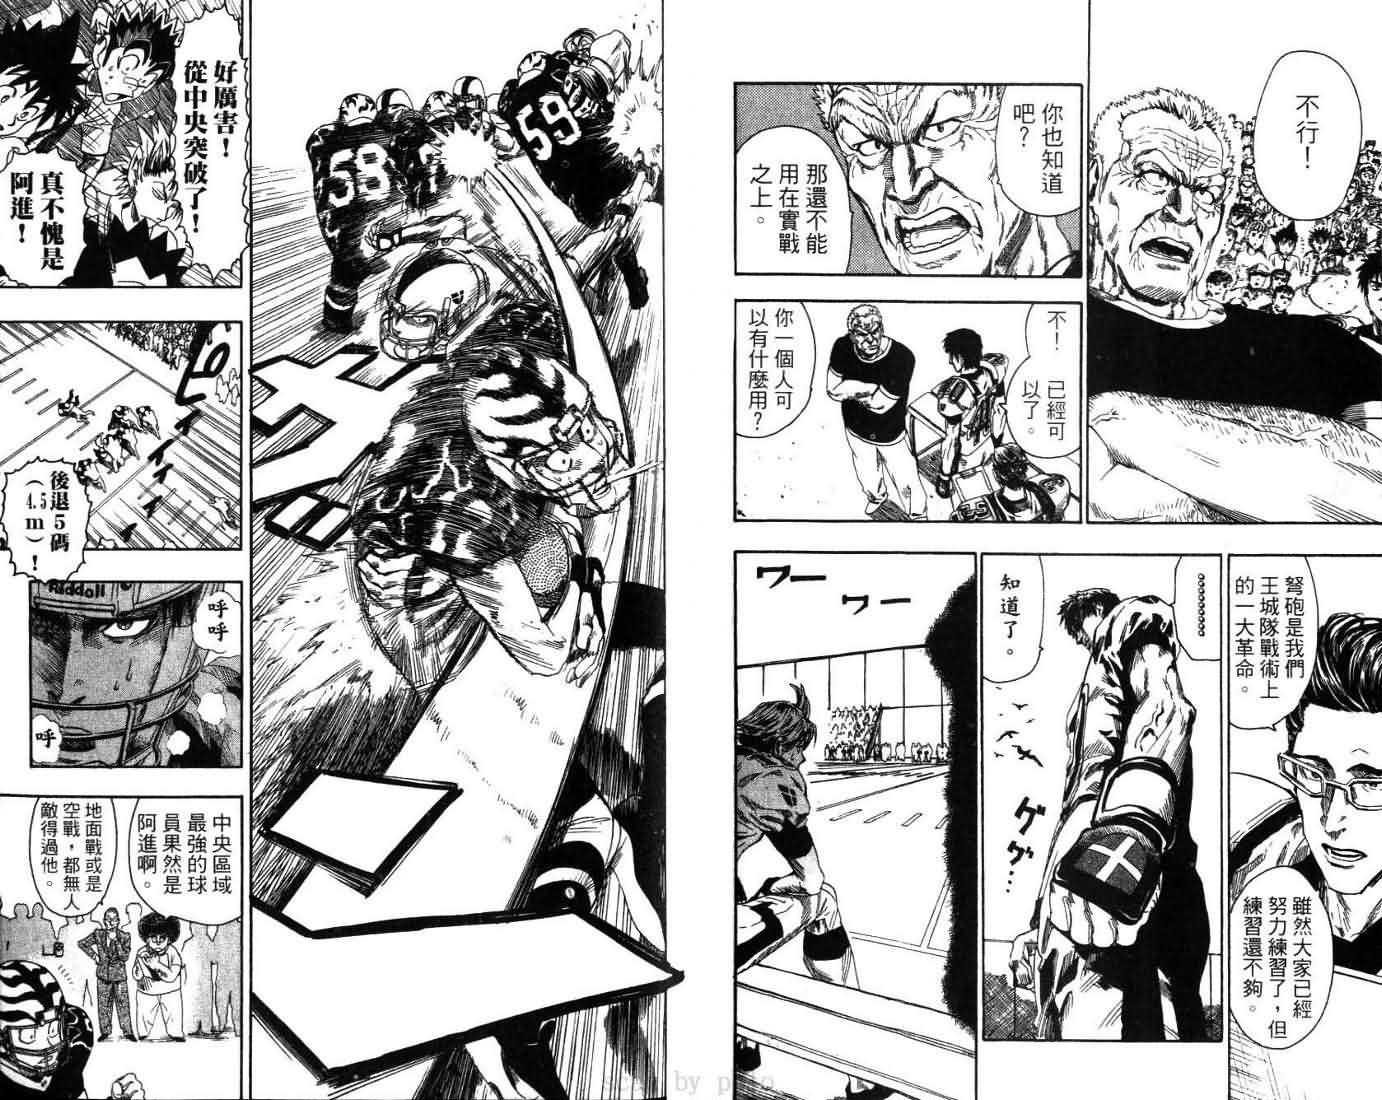 不行！
你也知道
吧？
那還不能
用在實戰
之上。
不！
已經可
以了。
你一個人可
以有什麼用？
弩砲是我們
王城隊戰術上
的一大革命。
雖然大家已經
努力練習了，但
練習還不夠。
………
知道了。
グ
グ…
ワー
ワー
59
58
好厲害！
從中央突破了！
真不愧是
阿進！
後退5碼
（4.5m）！
Riddell
呼
呼
呼
中央區域
最強的球
員果然是
阿進啊。
地面戰或是
空戰，都無人
敵得過他。